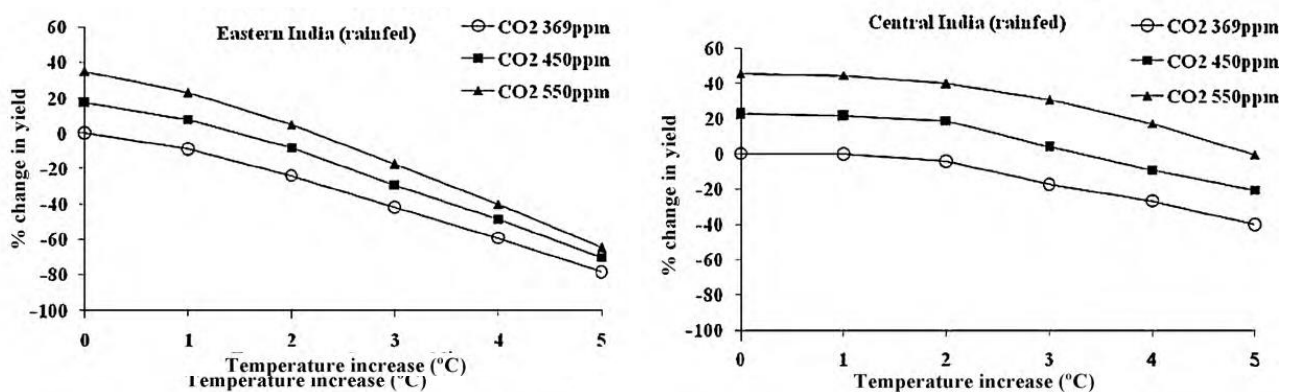 Eastern India (rainfed)
CO2 369ppm
CO2 450ppm
CO2 550ppm
% change in yield
60
40
20
0
-20
-40
-60
-80
-100
0 1 2 3 4 5
Temperature increase (°C)
Temperature increase (°C)
Central India (rainfed)
CO2 369ppm
CO2 450ppm
CO2 550ppm
% change in yield
60
40
20
0
-20
-40
-60
-80
-100
0 1 2 3 4 5
Temperature increase (°C)